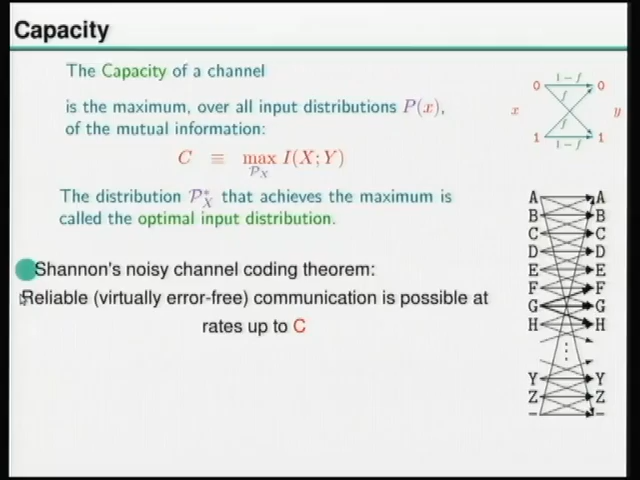 Capacity
The Capacity of a channel
is the maximum, over all input distributions P(x),
of the mutual information:
C ≡ max I(X; Y)
P_X
The distribution P*_X that achieves the maximum is
called the optimal input distribution.
Shannon's noisy channel coding theorem:
Reliable (virtually error-free) communication is possible at
rates up to C
1 − f
0 0
f
x y
f
1 1
1 − f
A A
B B
C C
D D
E E
F F
G G
H H
⋮
Y Y
Z Z
- -